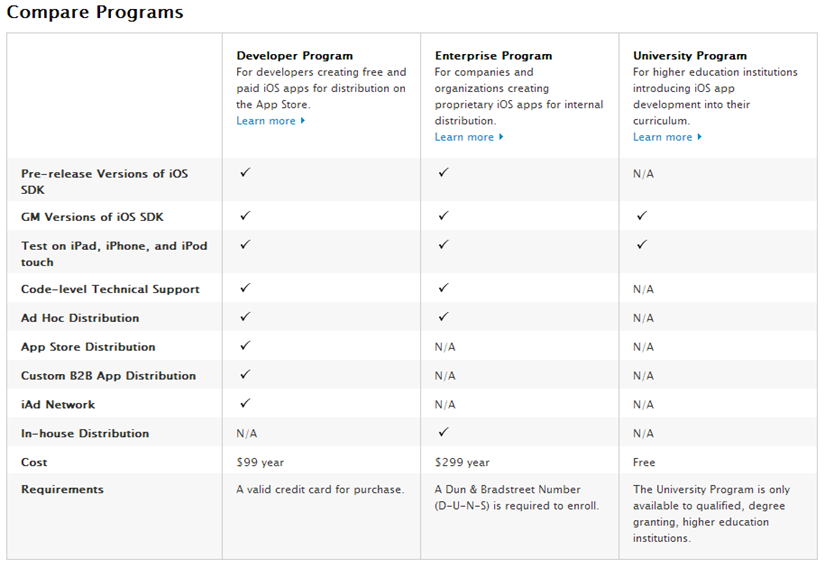 Compare Programs
Developer Program
For developers creating free and
paid iOS apps for distribution on
the App Store.
Learn more
Enterprise Program
For companies and
organizations creating
proprietary iOS apps for internal
distribution.
Learn more
University Program
For higher education institutions
introducing iOS app
development into their
curriculum.
Learn more
Pre-release Versions of iOS
SDK
✓ ✓ N/A
GM Versions of iOS SDK ✓ ✓ ✓
Test on iPad, iPhone, and iPod
touch
✓ ✓ ✓
Code-level Technical Support ✓ ✓ N/A
Ad Hoc Distribution ✓ ✓ N/A
App Store Distribution ✓ N/A N/A
Custom B2B App Distribution ✓ N/A N/A
iAd Network ✓ N/A N/A
In-house Distribution N/A ✓ N/A
Cost $99 year $299 year Free
Requirements
A valid credit card for purchase.
A Dun & Bradstreet Number
(D-U-N-S) is required to enroll.
The University Program is only
available to qualified, degree
granting, higher education
institutions.